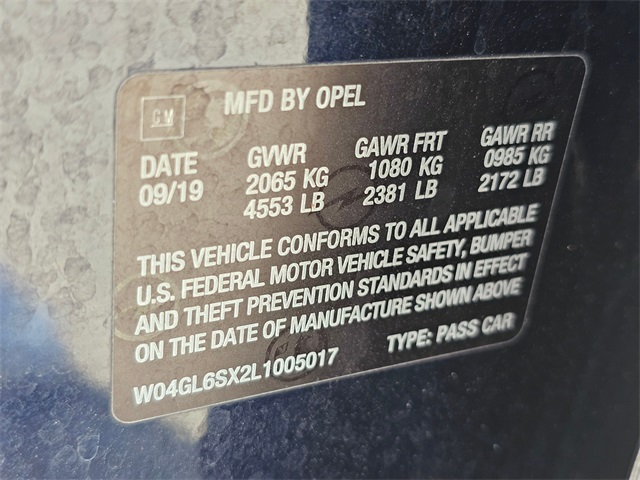 GM
MFD BY OPEL
DATE GVWR GAWR FRT GAWR RR
09/19 2065 KG 1080 KG 0985 KG
4553 LB 2381 LB 2172 LB
THIS VEHICLE CONFORMS TO ALL APPLICABLE
U.S. FEDERAL MOTOR VEHICLE SAFETY, BUMPER
AND THEFT PREVENTION STANDARDS IN EFFECT
ON THE DATE OF MANUFACTURE SHOWN ABOVE
W04GL6SX2L1005017 TYPE: PASS CAR